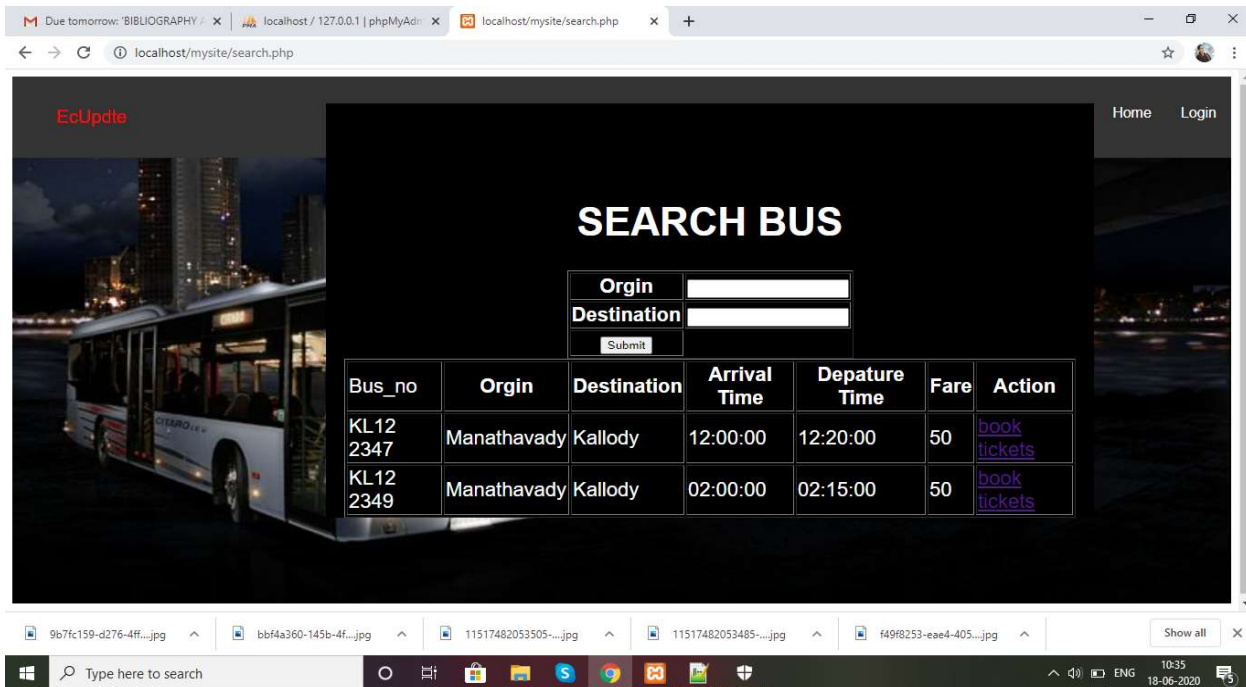 Due tomorrow: 'BIBLIOGRAPHY
localhost / 127.0.0.1 | phpMyAdm
localhost/mysite/search.php
localhost/mysite/search.php
EcUpdte
Home Login
SEARCH BUS
Orgin
Destination
Submit
Bus_no Orgin Destination Arrival Time Depature Time Fare Action
KL12 2347 Manathavady Kallody 12:00:00 12:20:00 50 book tickets
KL12 2349 Manathavady Kallody 02:00:00 02:15:00 50 book tickets
9b7fc159-d276-4ff....jpg bbf4a360-145b-4f....jpg 11517482053505-....jpg 11517482053485-....jpg f49f8253-eae4-405....jpg Show all
Type here to search ENG 10:35
18-06-2020 5